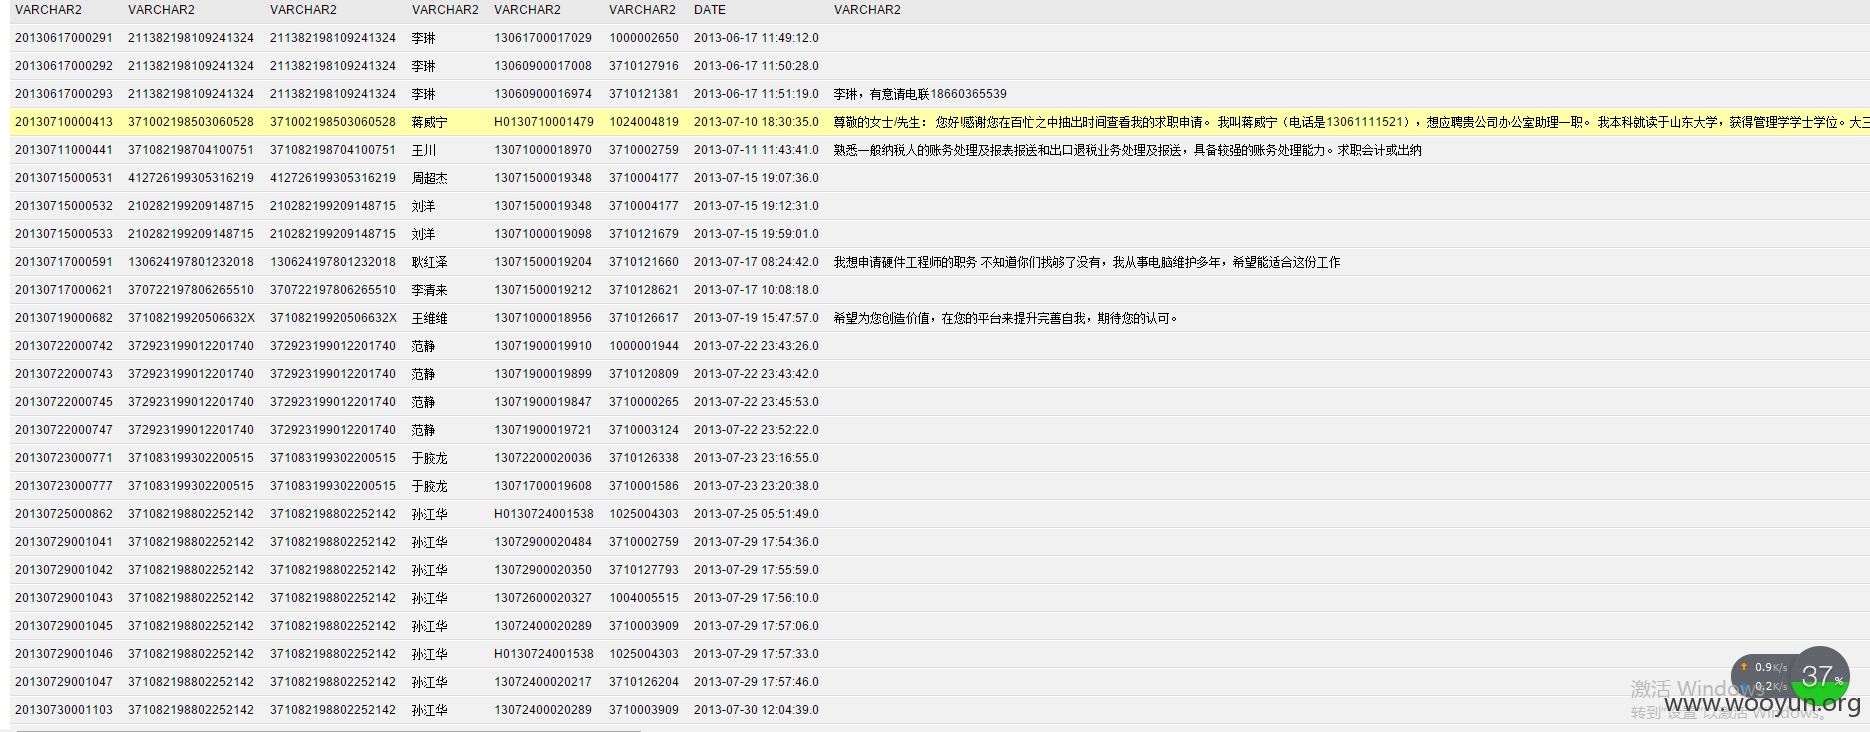 VARCHAR2 VARCHAR2 VARCHAR2 VARCHAR2 VARCHAR2 VARCHAR2 DATE VARCHAR2
20130617000291 211382198109241324 211382198109241324 李琳 13061700017029 1000002650 2013-06-17 11:49:12.0
20130617000292 211382198109241324 211382198109241324 李琳 13060900017008 3710127916 2013-06-17 11:50:28.0
20130617000293 211382198109241324 211382198109241324 李琳 13060900016974 3710121381 2013-06-17 11:51:19.0 李琳，有意请电联18660365539
20130710000413 371002198503060528 371002198503060528 蒋威宁 H0130710001479 1024004819 2013-07-10 18:30:35.0 尊敬的女士/先生： 您好!感谢您在百忙之中抽出时间查看我的求职申请。 我叫蒋威宁（电话是13061111521），想应聘贵公司办公室助理一职。 我本科就读于山东大学，获得管理学学士学位。大三
20130711000441 371082198704100751 371082198704100751 王川 13071000018970 3710002759 2013-07-11 11:43:41.0 熟悉一般纳税人的账务处理及报表报送和出口退税业务处理及报送，具备较强的账务处理能力。求职会计或出纳
20130715000531 412726199305316219 412726199305316219 周超杰 13071500019348 3710004177 2013-07-15 19:07:36.0
20130715000532 210282199209148715 210282199209148715 刘洋 13071500019348 3710004177 2013-07-15 19:12:31.0
20130715000533 210282199209148715 210282199209148715 刘洋 13071000019098 3710121679 2013-07-15 19:59:01.0
20130717000591 130624197801232018 130624197801232018 耿红泽 13071500019204 3710121660 2013-07-17 08:24:42.0 我想申请硬件工程师的职务 不知道你们找够了没有，我从事电脑维护多年，希望能适合这份工作
20130717000621 370722197806265510 370722197806265510 李清来 13071500019212 3710128621 2013-07-17 10:08:18.0
20130719000682 37108219920506632X 37108219920506632X 王维维 13071000018956 3710126617 2013-07-19 15:47:57.0 希望为您创造价值，在您的平台来提升完善自我，期待您的认可。
20130722000742 372923199012201740 372923199012201740 范静 13071900019910 1000001944 2013-07-22 23:43:26.0
20130722000743 372923199012201740 372923199012201740 范静 13071900019899 3710120809 2013-07-22 23:43:42.0
20130722000745 372923199012201740 372923199012201740 范静 13071900019847 3710000265 2013-07-22 23:45:53.0
20130722000747 372923199012201740 372923199012201740 范静 13071900019721 3710003124 2013-07-22 23:52:22.0
20130723000771 371083199302200515 371083199302200515 于胶龙 13072200020036 3710126338 2013-07-23 23:16:55.0
20130723000777 371083199302200515 371083199302200515 于胶龙 13071700019608 3710001586 2013-07-23 23:20:38.0
20130725000862 371082198802252142 371082198802252142 孙江华 H0130724001538 1025004303 2013-07-25 05:51:49.0
20130729001041 371082198802252142 371082198802252142 孙江华 13072900020484 3710002759 2013-07-29 17:54:36.0
20130729001042 371082198802252142 371082198802252142 孙江华 13072900020350 3710127793 2013-07-29 17:55:59.0
20130729001043 371082198802252142 371082198802252142 孙江华 13072600020327 1004005515 2013-07-29 17:56:10.0
20130729001045 371082198802252142 371082198802252142 孙江华 13072400020289 3710003909 2013-07-29 17:57:06.0
20130729001046 371082198802252142 371082198802252142 孙江华 H0130724001538 1025004303 2013-07-29 17:57:33.0
20130729001047 371082198802252142 371082198802252142 孙江华 13072400020217 3710126204 2013-07-29 17:57:46.0
20130730001103 371082198802252142 371082198802252142 孙江华 13072400020289 3710003909 2013-07-30 12:04:39.0
0.9K/s
0.2K/s
37%
激活 Windows
转到"设置"以激活 Windows。
www.wooyun.org